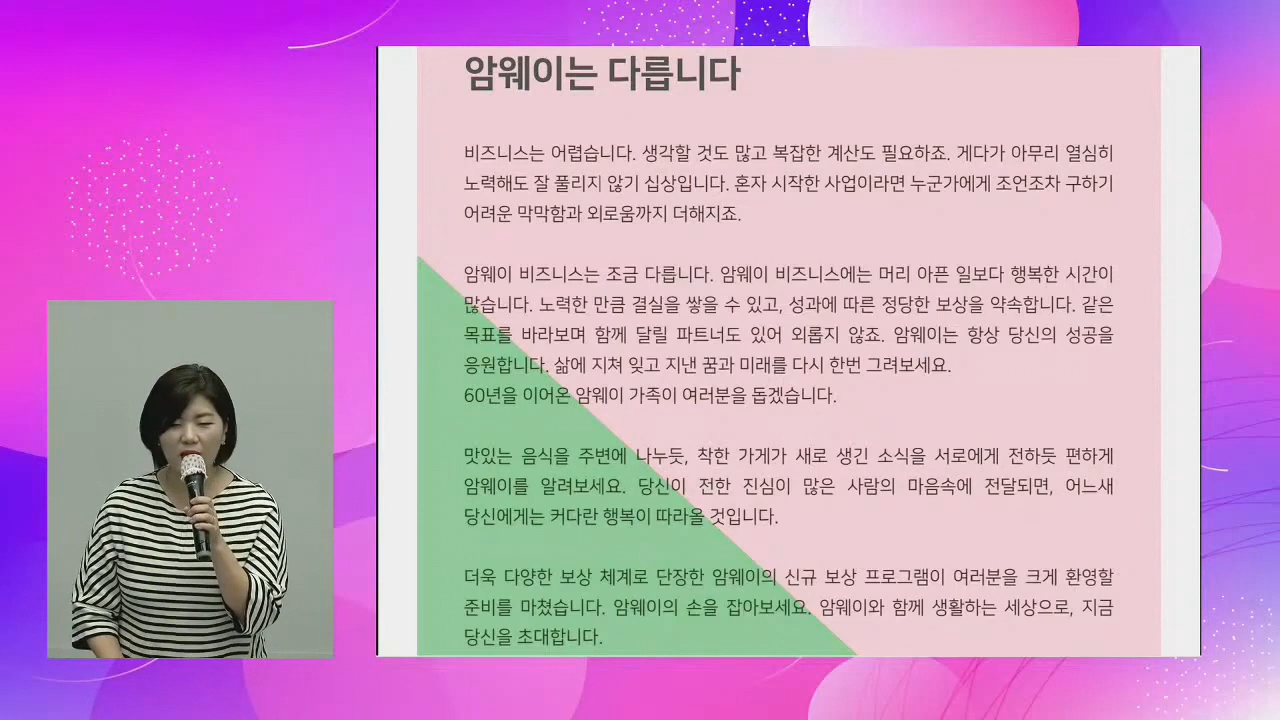 암웨이는 다릅니다
비즈니스는 어렵습니다. 생각할 것도 많고 복잡한 계산도 필요하죠. 게다가 아무리 열심히
노력해도 잘 풀리지 않기 십상입니다. 혼자 시작한 사업이라면 누군가에게 조언조차 구하기
어려운 막막함과 외로움까지 더해지죠.
암웨이 비즈니스는 조금 다릅니다. 암웨이 비즈니스에는 머리 아픈 일보다 행복한 시간이
많습니다. 노력한 만큼 결실을 쌓을 수 있고, 성과에 따른 정당한 보상을 약속합니다. 같은
목표를 바라보며 함께 달릴 파트너도 있어 외롭지 않죠. 암웨이는 항상 당신의 성공을
응원합니다. 삶에 지쳐 잊고 지낸 꿈과 미래를 다시 한번 그려보세요.
60년을 이어온 암웨이 가족이 여러분을 돕겠습니다.
맛있는 음식을 주변에 나누듯, 착한 가게가 새로 생긴 소식을 서로에게 전하듯 편하게
암웨이를 알려보세요. 당신이 전한 진심이 많은 사람의 마음속에 전달되면, 어느새
당신에게는 커다란 행복이 따라올 것입니다.
더욱 다양한 보상 체계로 단장한 암웨이의 신규 보상 프로그램이 여러분을 크게 환영할
준비를 마쳤습니다. 암웨이의 손을 잡아보세요. 암웨이와 함께 생활하는 세상으로, 지금
당신을 초대합니다.